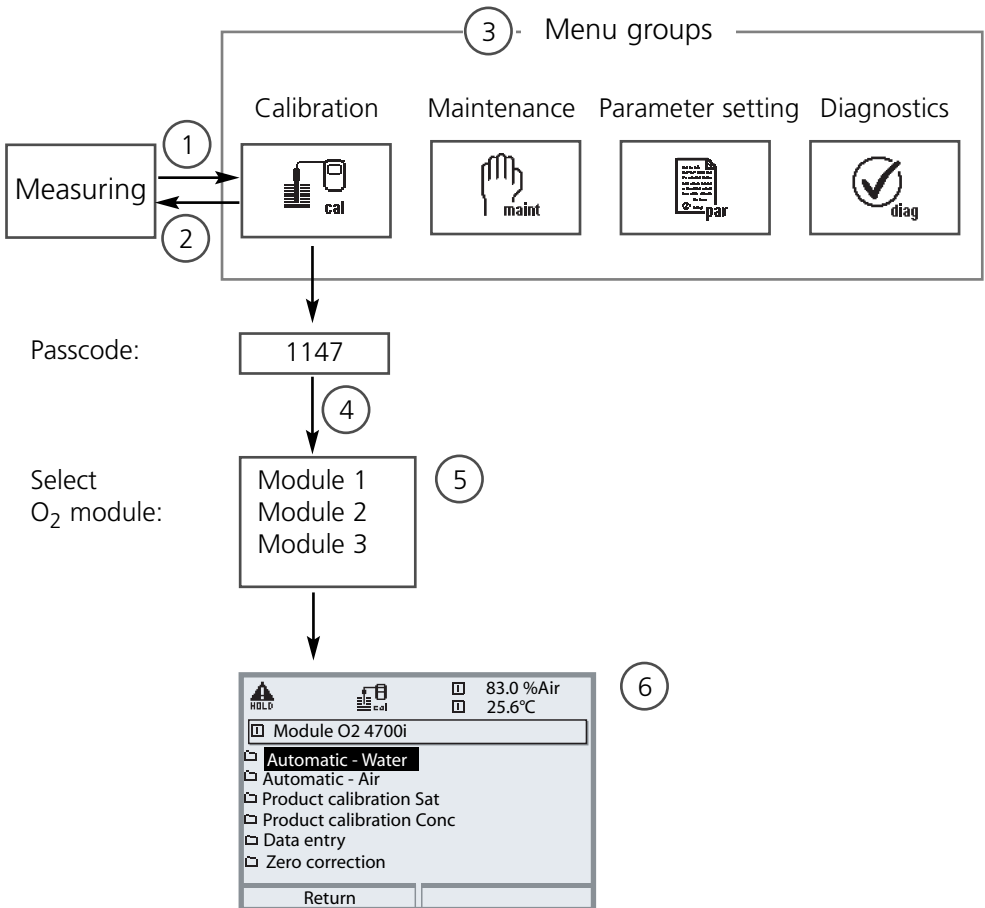 3 Menu groups
Calibration Maintenance Parameter setting Diagnostics
1
Measuring
cal maint par diag
2
Passcode: 1147
4
Select
O2 module:
Module 1
Module 2
Module 3
5
6
HOLD cal 83.0 %Air
25.6°C
Module O2 4700i
Automatic - Water
Automatic - Air
Product calibration Sat
Product calibration Conc
Data entry
Zero correction
Return